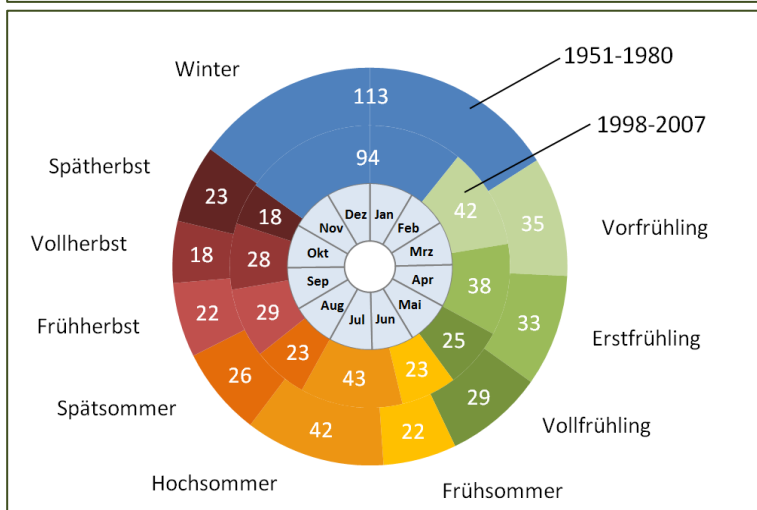 1951-1980
1998-2007
Winter
Vorfrühling
Erstfrühling
Vollfrühling
Frühsommer
Hochsommer
Spätsommer
Frühherbst
Vollherbst
Spätherbst
113
35
33
29
22
42
26
22
18
23
94
42
38
25
23
43
23
29
28
18
Jan
Feb
Mrz
Apr
Mai
Jun
Jul
Aug
Sep
Okt
Nov
Dez